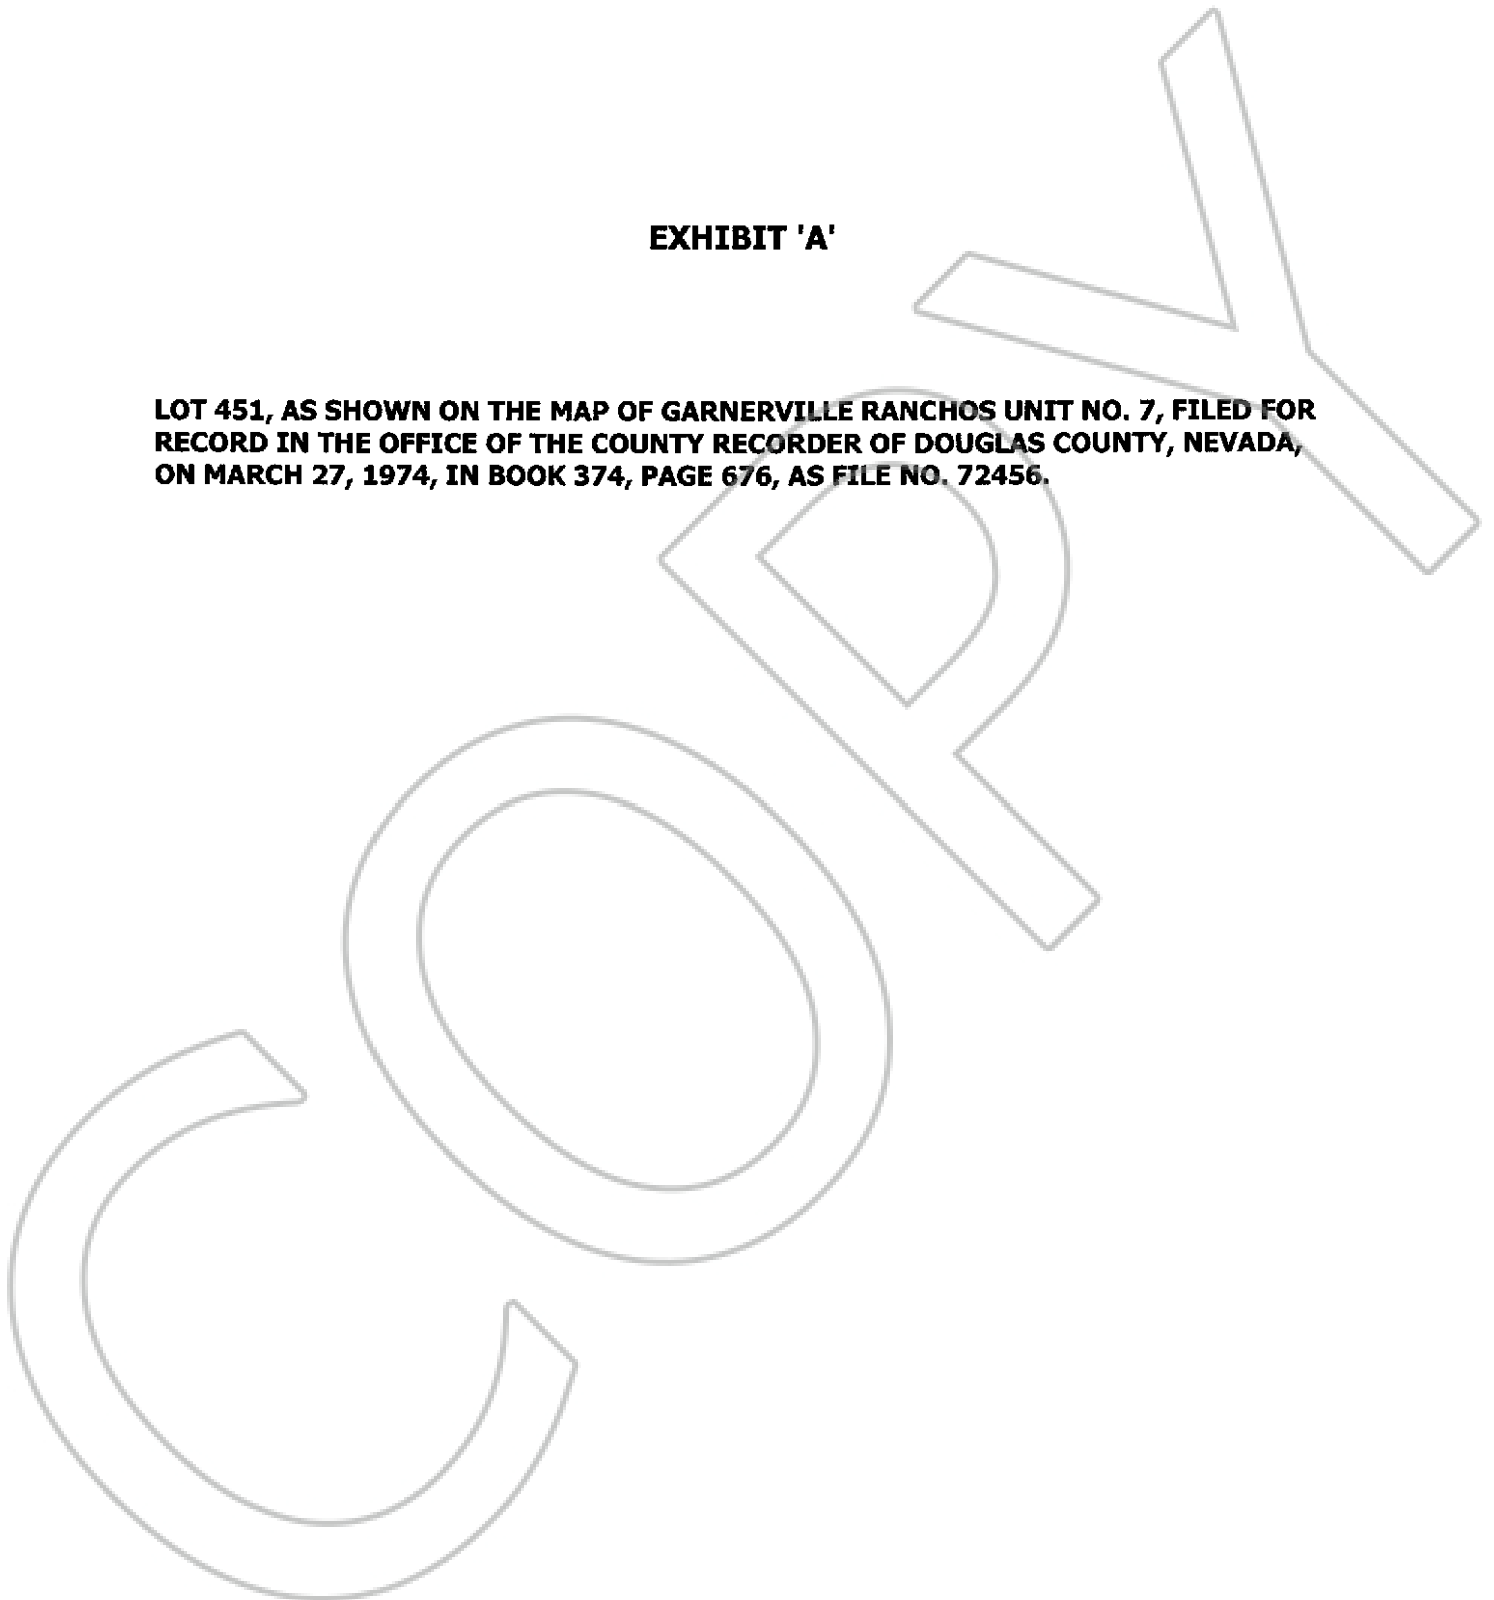 EXHIBIT 'A'
LOT 451, AS SHOWN ON THE MAP OF GARNERVILLE RANCHOS UNIT NO. 7, FILED FOR
RECORD IN THE OFFICE OF THE COUNTY RECORDER OF DOUGLAS COUNTY, NEVADA,
ON MARCH 27, 1974, IN BOOK 374, PAGE 676, AS FILE NO. 72456.
COPY